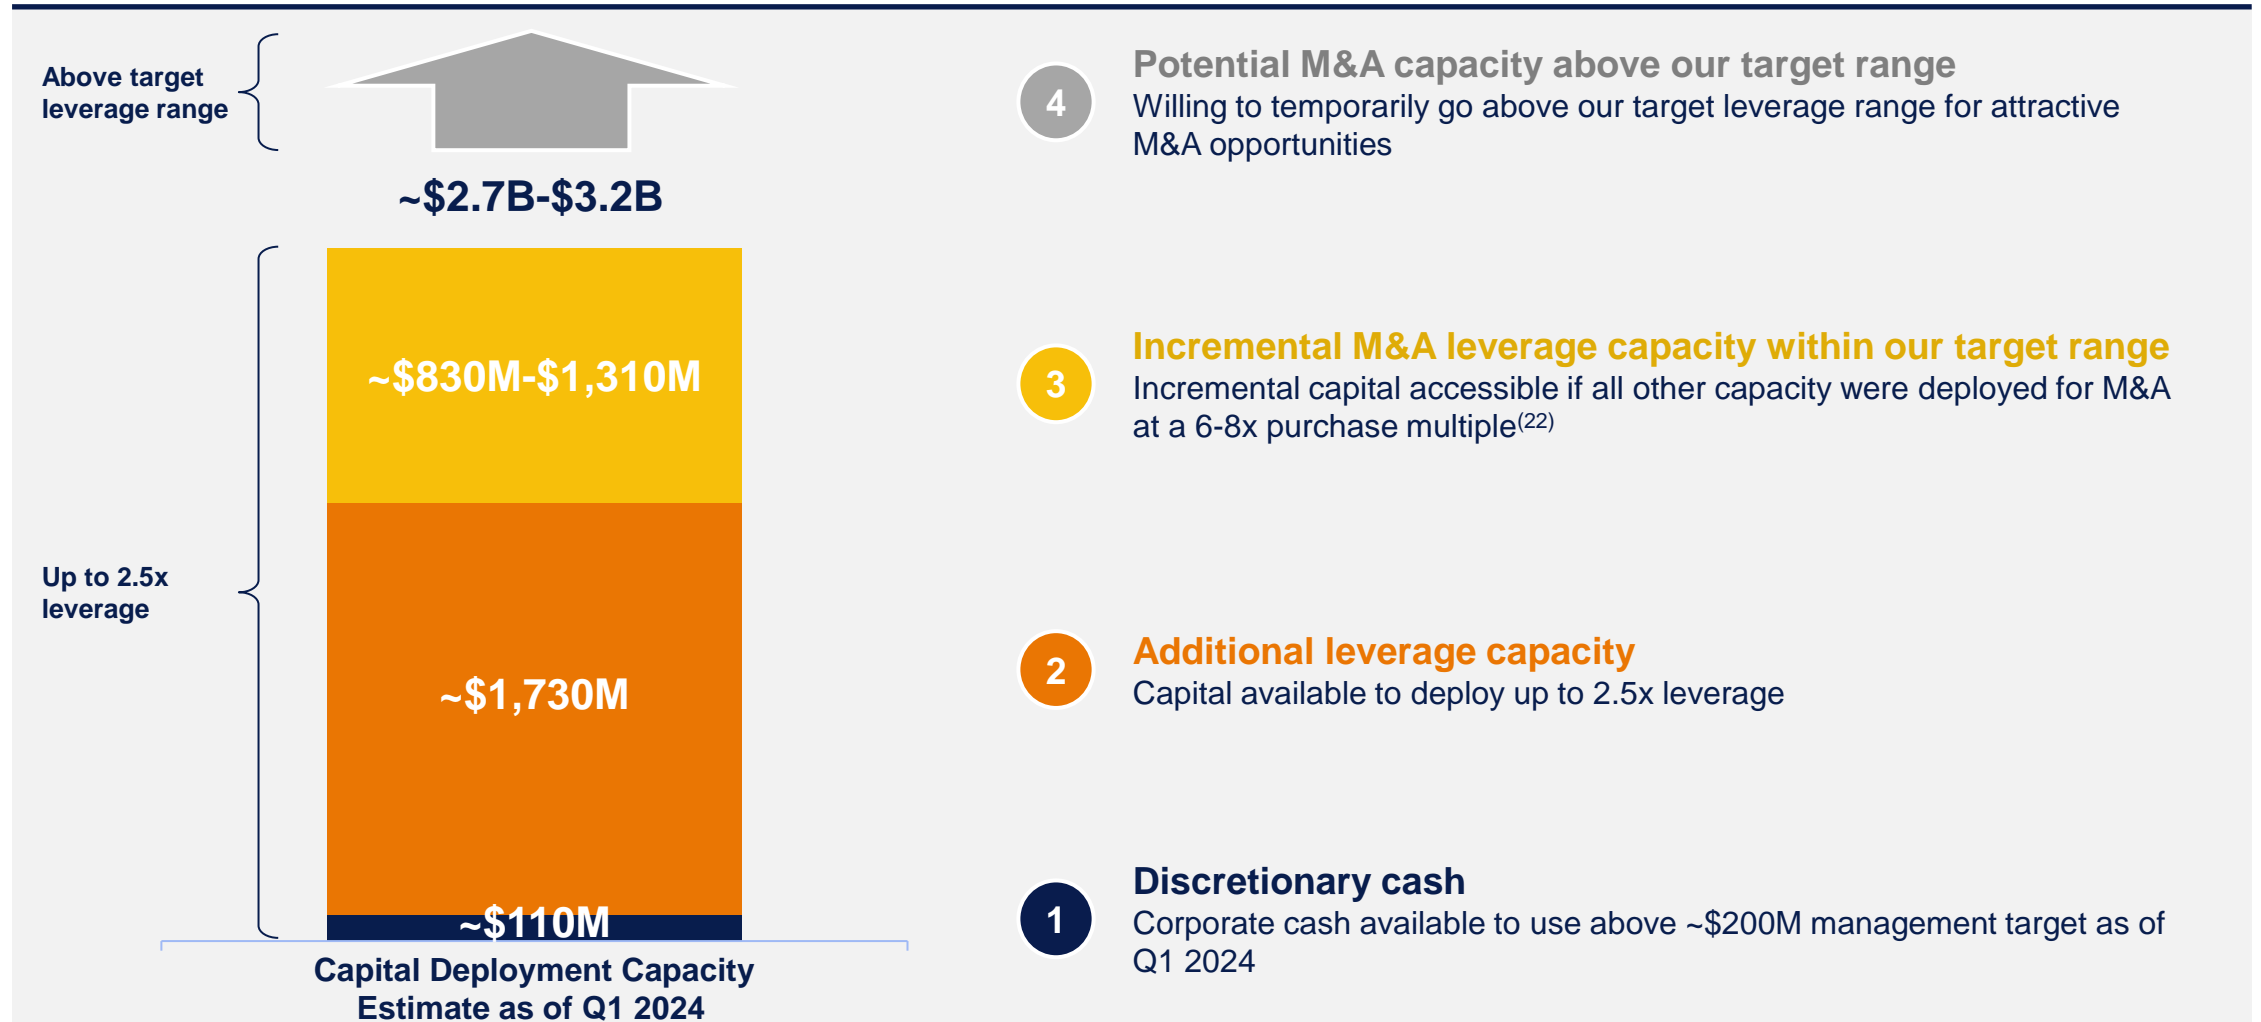 Above target
leverage range
~$2.7B-$3.2B
~$830M-$1,310M
Up to 2.5x
leverage
~$1,730M
~$110M
Capital Deployment Capacity
Estimate as of Q1 2024
4
Potential M&A capacity above our target range
Willing to temporarily go above our target leverage range for attractive
M&A opportunities
3
Incremental M&A leverage capacity within our target range
Incremental capital accessible if all other capacity were deployed for M&A
at a 6-8x purchase multiple(22)
2
Additional leverage capacity
Capital available to deploy up to 2.5x leverage
1
Discretionary cash
Corporate cash available to use above ~$200M management target as of
Q1 2024